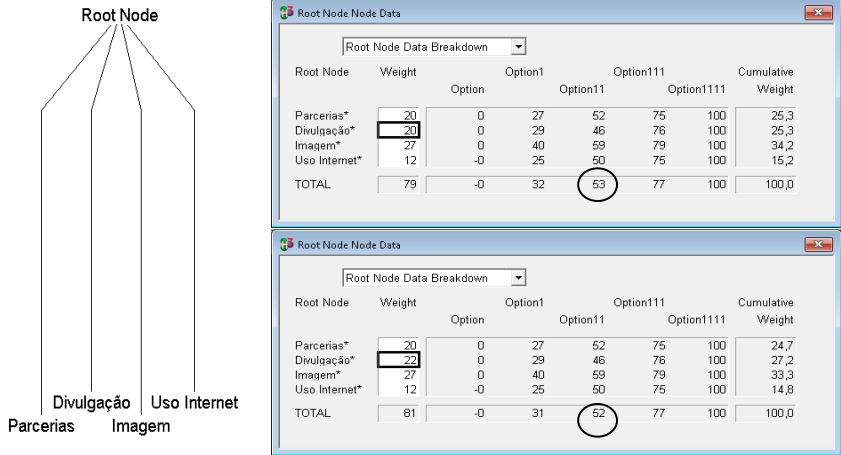 Root Node
Divulgação Uso Internet
Parcerias Imagem
Root Node Node Data
Root Node Data Breakdown
Root Node Weight Option1 Option111 Cumulative
Option Option11 Option1111 Weight
Parcerias* 20 0 27 52 75 100 25,3
Divulgação* 20 0 29 46 76 100 25,3
Imagem* 27 0 40 59 79 100 34,2
Uso Internet* 12 -0 25 50 75 100 15,2
TOTAL 79 -0 32 53 77 100 100,0
Root Node Node Data
Root Node Data Breakdown
Root Node Weight Option1 Option111 Cumulative
Option Option11 Option1111 Weight
Parcerias* 20 0 27 52 75 100 24,7
Divulgação* 22 0 29 46 76 100 27,2
Imagem* 27 0 40 59 79 100 33,3
Uso Internet* 12 -0 25 50 75 100 14,8
TOTAL 81 -0 31 52 77 100 100,0